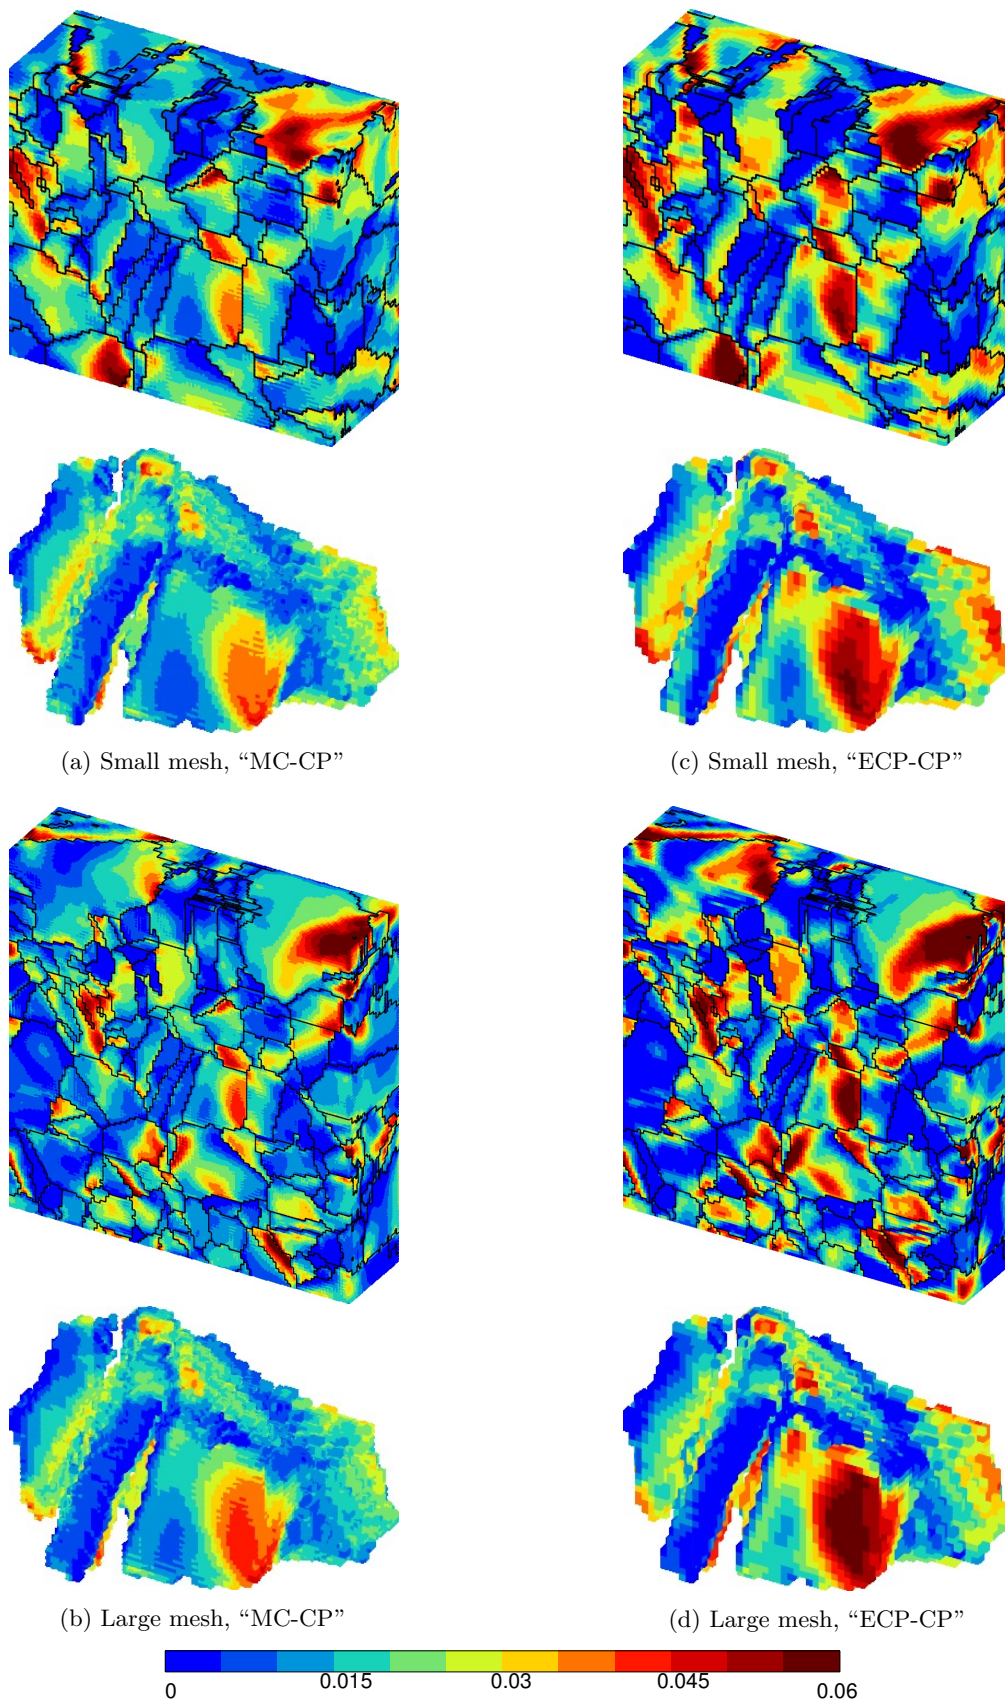 (a) Small mesh, “MC-CP”
(c) Small mesh, “ECP-CP”
(b) Large mesh, “MC-CP”
(d) Large mesh, “ECP-CP”
0 0.015 0.03 0.045 0.06